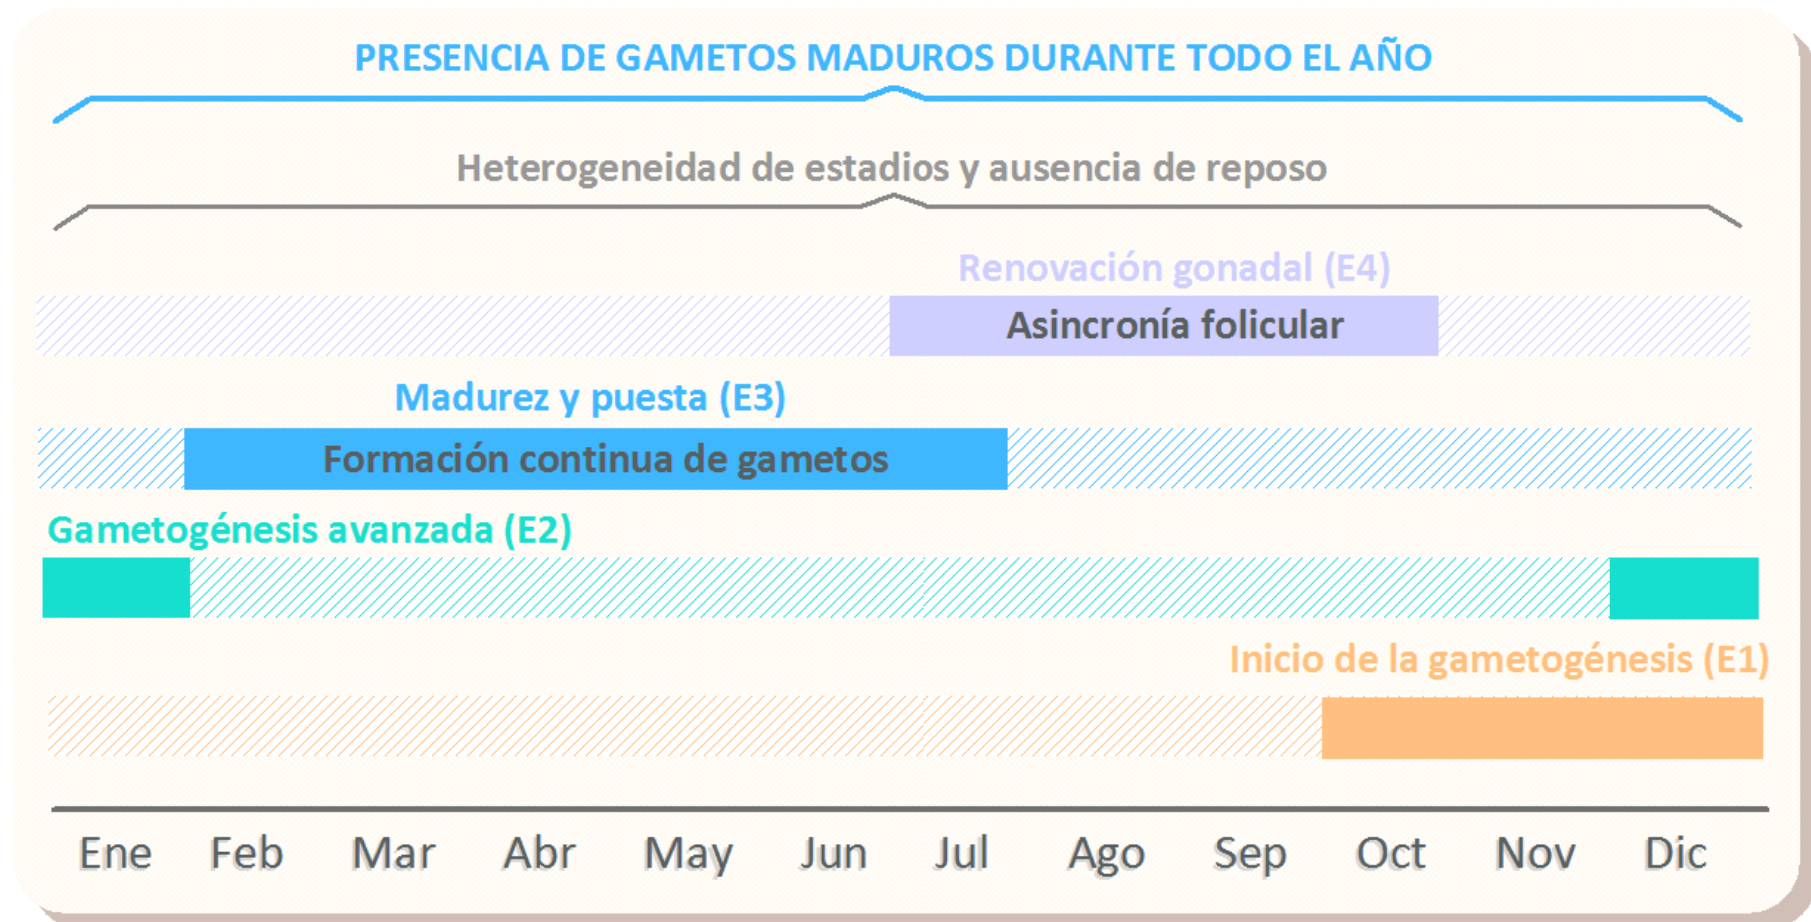 PRESENCIA DE GAMETOS MADUROS DURANTE TODO EL AÑO
Heterogeneidad de estadios y ausencia de reposo
Renovación gonadal (E4)
Asincronía folicular
Madurez y puesta (E3)
Formación continua de gametos
Gametogénesis avanzada (E2)
Inicio de la gametogénesis (E1)
Ene Feb Mar Abr May Jun Jul Ago Sep Oct Nov Dic